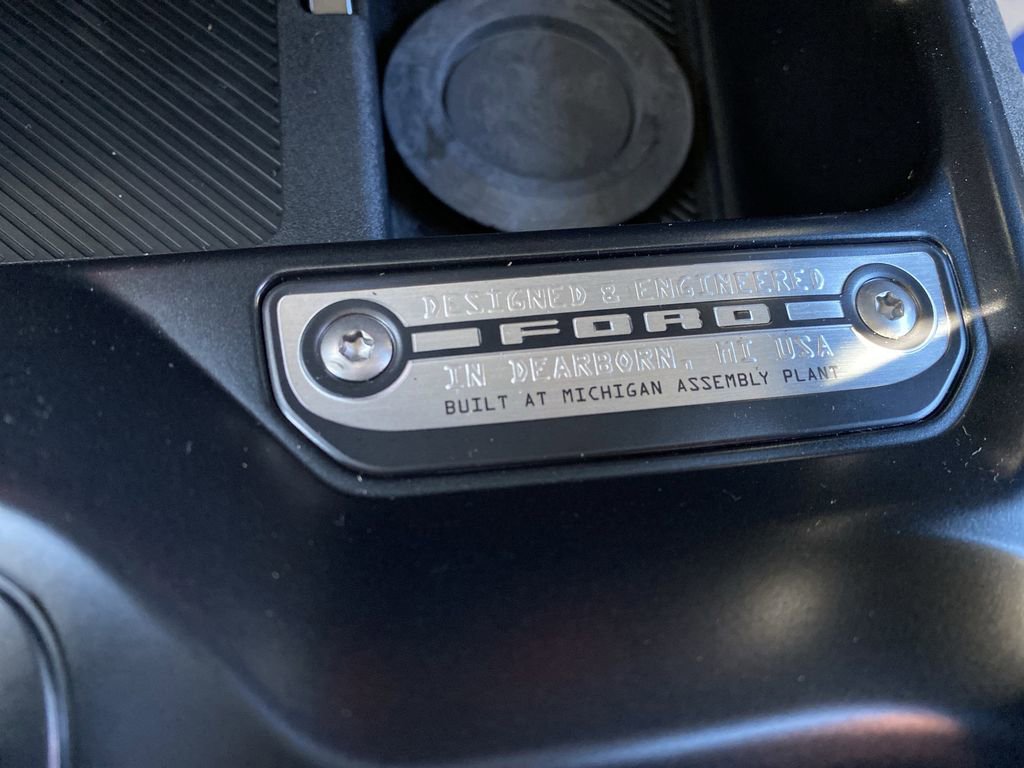 DESIGNED & ENGINEERED
FORD
IN DEARBORN, MI USA
BUILT AT MICHIGAN ASSEMBLY PLANT